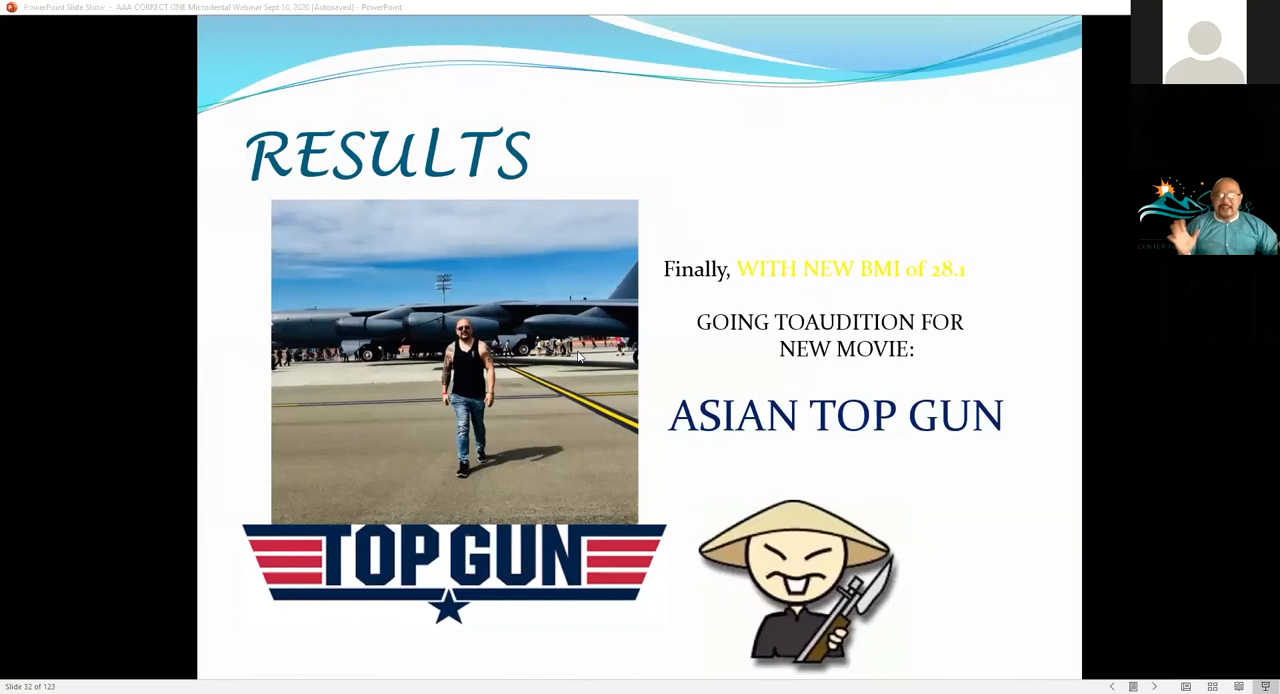 PowerPoint Slide Show - AAA CORRECT ONE Microdental Webinar Sept 10, 2020 [Autosaved] - PowerPoint
RESULTS
Finally, WITH NEW BMI of 28.1
GOING TOAUDITION FOR
NEW MOVIE:
ASIAN TOP GUN
TOP GUN
CENTER F
Slide 32 of 123